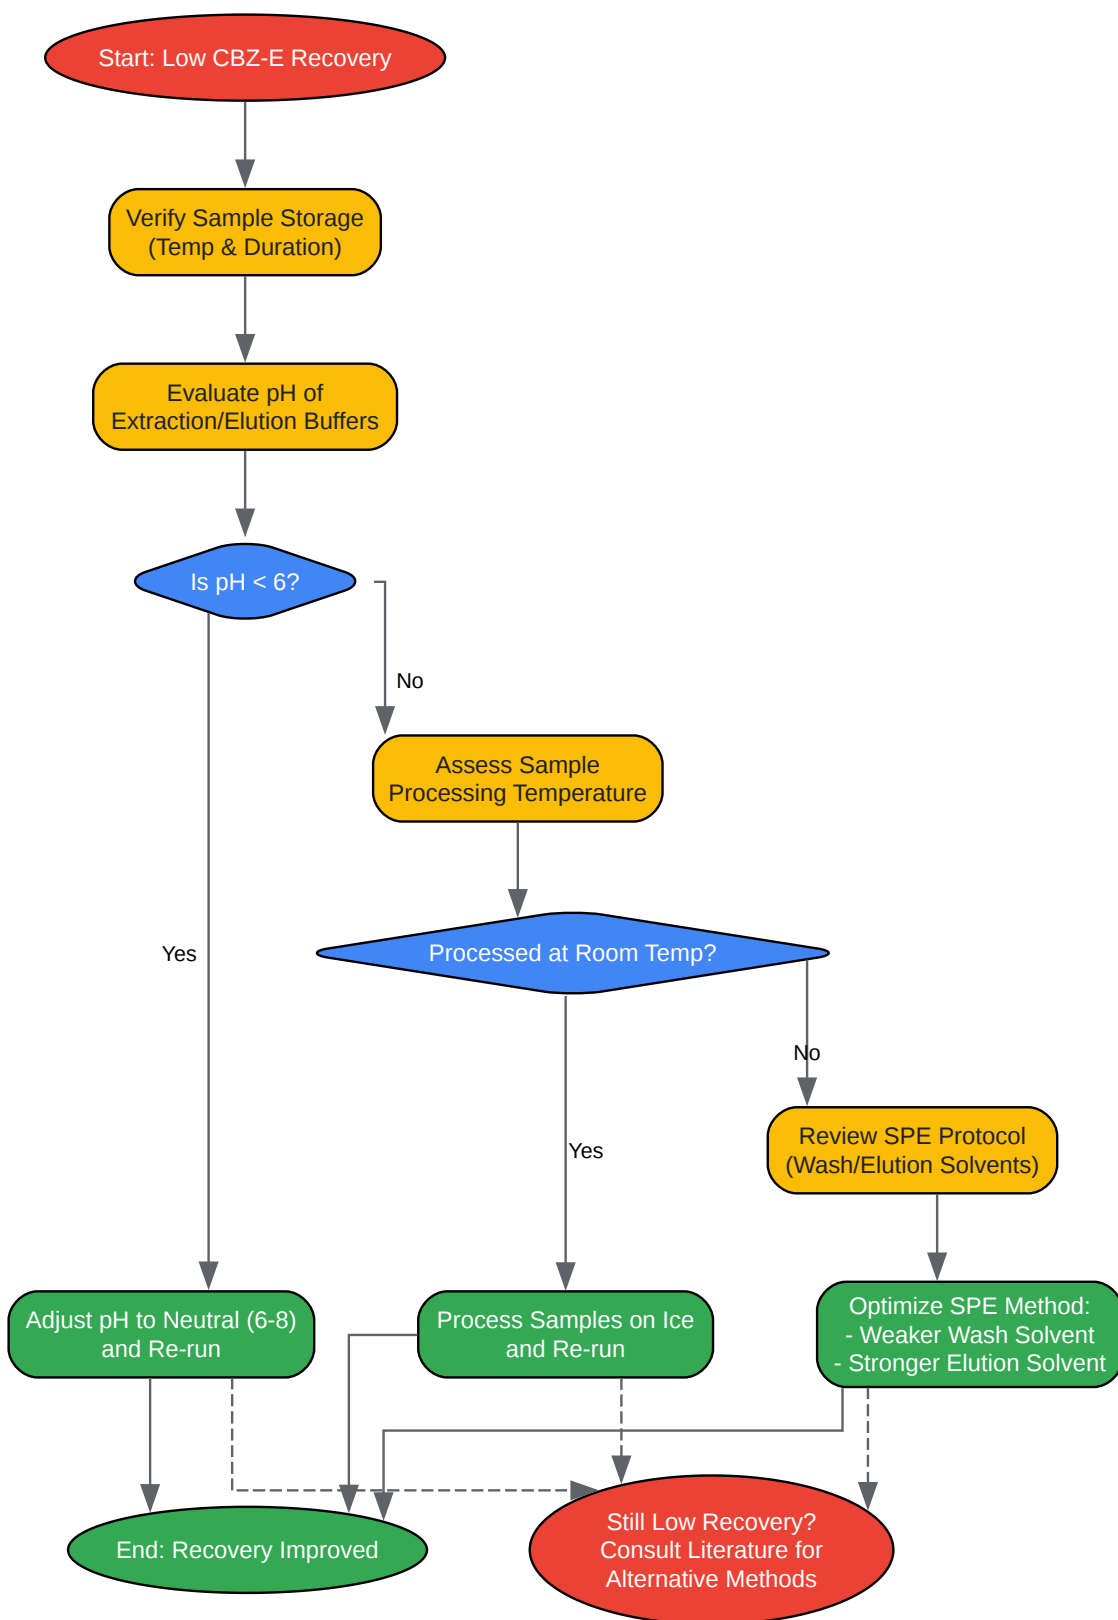 Start: Low CBZ-E Recovery
Verify Sample Storage
(Temp & Duration)
Evaluate pH of
Extraction/Elution Buffers
Is pH < 6?
No
Assess Sample
Processing Temperature
Yes
Processed at Room Temp?
No
Yes
Review SPE Protocol
(Wash/Elution Solvents)
Adjust pH to Neutral (6-8)
and Re-run
Process Samples on Ice
and Re-run
Optimize SPE Method:
- Weaker Wash Solvent
- Stronger Elution Solvent
End: Recovery Improved
Still Low Recovery?
Consult Literature for
Alternative Methods